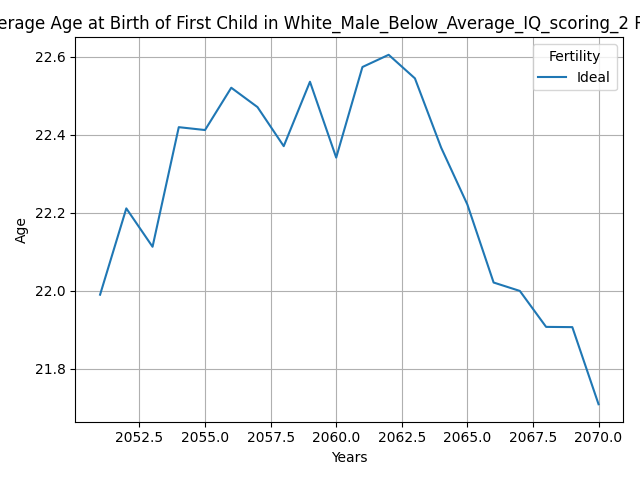 Average Age at Birth of First Child in White_Male_Below_Average_IQ_scoring_2
22.6
22.4
22.2
22.0
21.8
Age
Fertility
Ideal
2052.5 2055.0 2057.5 2060.0 2062.5 2065.0 2067.5 2070.0
Years